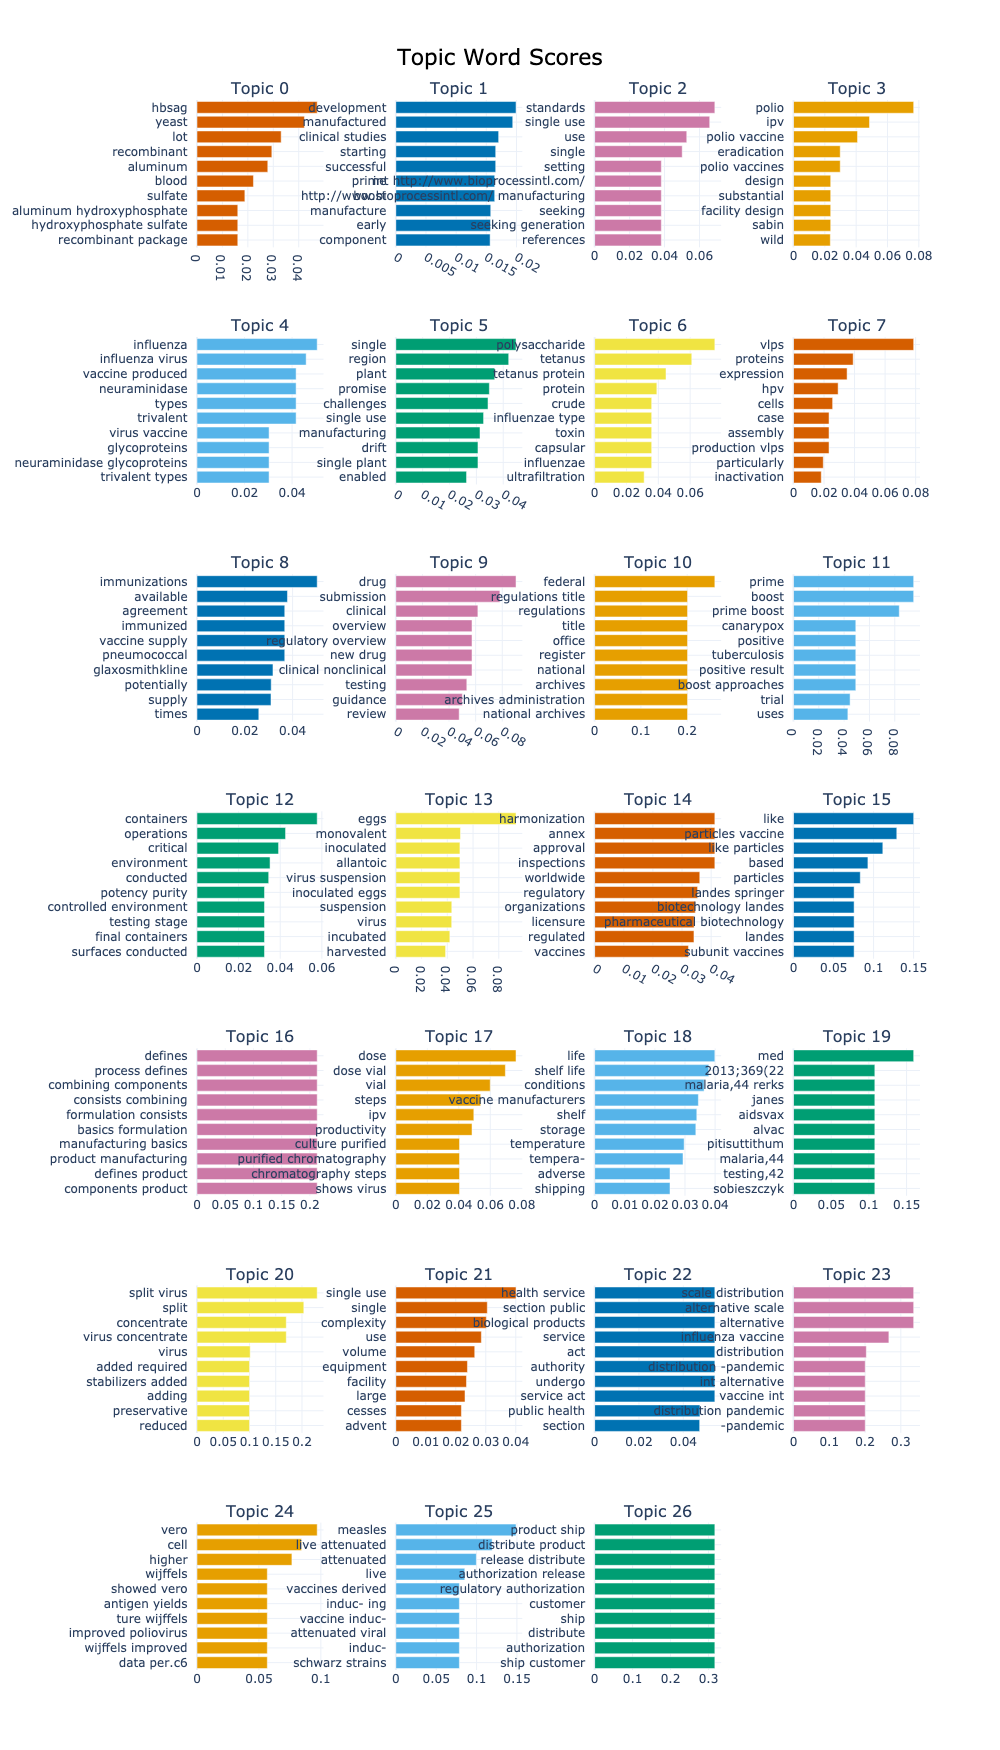 Topic Word Scores
Topic 0
hbsag
yeast
lot
recombinant
aluminum
blood
sulfate
aluminum hydroxyphosphate
hydroxyphosphate sulfate
recombinant package
0 0.01 0.02 0.03 0.04
Topic 1
development
manufactured
clinical studies
starting
successful
prime
http://www.bioprocessintl.com/
manufacture
early
component
0 0.005 0.01 0.015 0.02
Topic 2
standards
single use
use
single
setting
int http://www.bioprocessintl.com/
boost manufacturing
seeking
seeking generation
references
0 0.02 0.04 0.06
Topic 3
polio
ipv
polio vaccine
eradication
polio vaccines
design
substantial
facility design
sabin
wild
0 0.02 0.04 0.06 0.08
Topic 4
influenza
influenza virus
vaccine produced
neuraminidase
types
trivalent
virus vaccine
glycoproteins
neuraminidase glycoproteins
trivalent types
0 0.02 0.04
Topic 5
single
region
plant
promise
challenges
single use
manufacturing
drift
single plant
enabled
0 0.01 0.02 0.03 0.04
Topic 6
polysaccharide
tetanus
tetanus protein
protein
crude
influenzae type
toxin
capsular
influenzae
ultrafiltration
0 0.02 0.04 0.06
Topic 7
vlps
proteins
expression
hpv
cells
case
assembly
production vlps
particularly
inactivation
0 0.02 0.04 0.06 0.08
Topic 8
immunizations
available
agreement
immunized
vaccine supply
pneumococcal
glaxosmithkline
potentially
supply
times
0 0.02 0.04
Topic 9
drug
submission
clinical
overview
regulatory overview
new drug
clinical nonclinical
testing
guidance
review
0 0.02 0.04 0.06 0.08
Topic 10
federal
regulations title
regulations
title
office
register
national
archives
archives administration
national archives
0 0.1 0.2
Topic 11
prime
boost
prime boost
canarypox
positive
tuberculosis
positive result
boost approaches
trial
uses
0 0.02 0.04 0.06 0.08
Topic 12
containers
operations
critical
environment
conducted
potency purity
controlled environment
testing stage
final containers
surfaces conducted
0 0.02 0.04 0.06
Topic 13
eggs
monovalent
inoculated
allantoic
virus suspension
inoculated eggs
suspension
virus
incubated
harvested
0 0.02 0.04 0.06 0.08
Topic 14
harmonization
annex
approval
inspections
worldwide
regulatory
organizations
licensure
regulated
vaccines
0 0.01 0.02 0.03 0.04
Topic 15
like
particles vaccine
like particles
based
particles
landes springer
biotechnology landes
pharmaceutical biotechnology
landes
subunit vaccines
0 0.05 0.1 0.15
Topic 16
defines
process defines
combining components
consists combining
formulation consists
basics formulation
manufacturing basics
product manufacturing
defines product
components product
0 0.05 0.1 0.15 0.2
Topic 17
dose
dose vial
vial
steps
ipv
productivity
culture purified
purified chromatography
chromatography steps
shows virus
0 0.02 0.04 0.06 0.08
Topic 18
life
shelf life
conditions
vaccine manufacturers
shelf
storage
temperature
tempera-
adverse
shipping
0 0.01 0.02 0.03 0.04
Topic 19
med
2013;369(22
malaria,44 rerks
janes
aidsvax
alvac
pitisuttithum
malaria,44
testing,42
sobieszczyk
0 0.05 0.1 0.15
Topic 20
split virus
split
concentrate
virus concentrate
virus
added required
stabilizers added
adding
preservative
reduced
0 0.05 0.1 0.15 0.2
Topic 21
single use
single
complexity
use
volume
equipment
facility
large
cesses
advent
0 0.01 0.02 0.03 0.04
Topic 22
health service
section public
biological products
service
act
authority
undergo
service act
public health
section
0 0.02 0.04
Topic 23
scale distribution
alternative scale
alternative
influenza vaccine
distribution
distribution -pandemic
int alternative
vaccine int
distribution pandemic
-pandemic
0 0.1 0.2 0.3
Topic 24
vero
cell
higher
wijffels
showed vero
antigen yields
ture wijffels
improved poliovirus
wijffels improved
data per.c6
0 0.05 0.1
Topic 25
measles
live attenuated
attenuated
live
vaccines derived
induc- ing
vaccine induc-
attenuated viral
induc-
schwarz strains
0 0.05 0.1 0.15
Topic 26
product ship
distribute product
release distribute
authorization release
regulatory authorization
customer
ship
distribute
authorization
ship customer
0 0.1 0.2 0.3